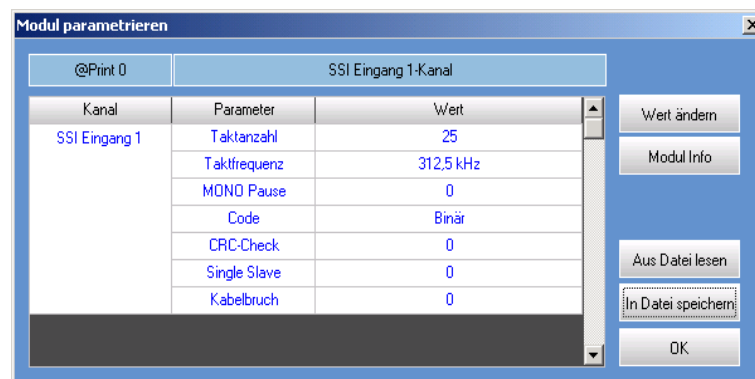 Modul parametrieren
@Print 0 SSI Eingang 1-Kanal
Kanal Parameter Wert
SSI Eingang 1 Taktanzahl 25
Taktfrequenz 312,5 kHz
MONO Pause 0
Code Binär
CRC-Check 0
Single Slave 0
Kabelbruch 0
Wert ändern
Modul Info
Aus Datei lesen
In Datei speichern
OK